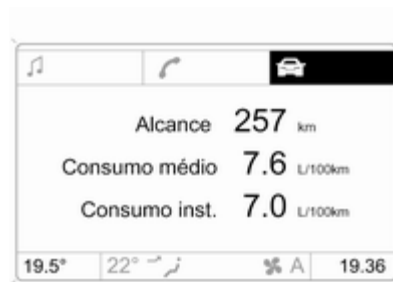 Alcance 257 km
Consumo médio 7.6 L/100km
Consumo inst. 7.0 L/100km
19.5° 22° A 19.36